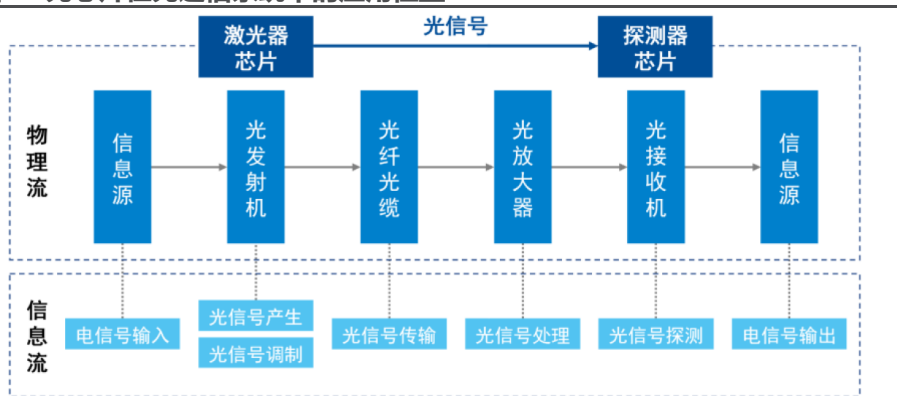 激光器
芯片
光信号
探测器
芯片
物理流
信息源
光发射机
光纤光缆
光放大器
光接收机
信息源
信息流
电信号输入
光信号产生
光信号调制
光信号传输
光信号处理
光信号探测
电信号输出